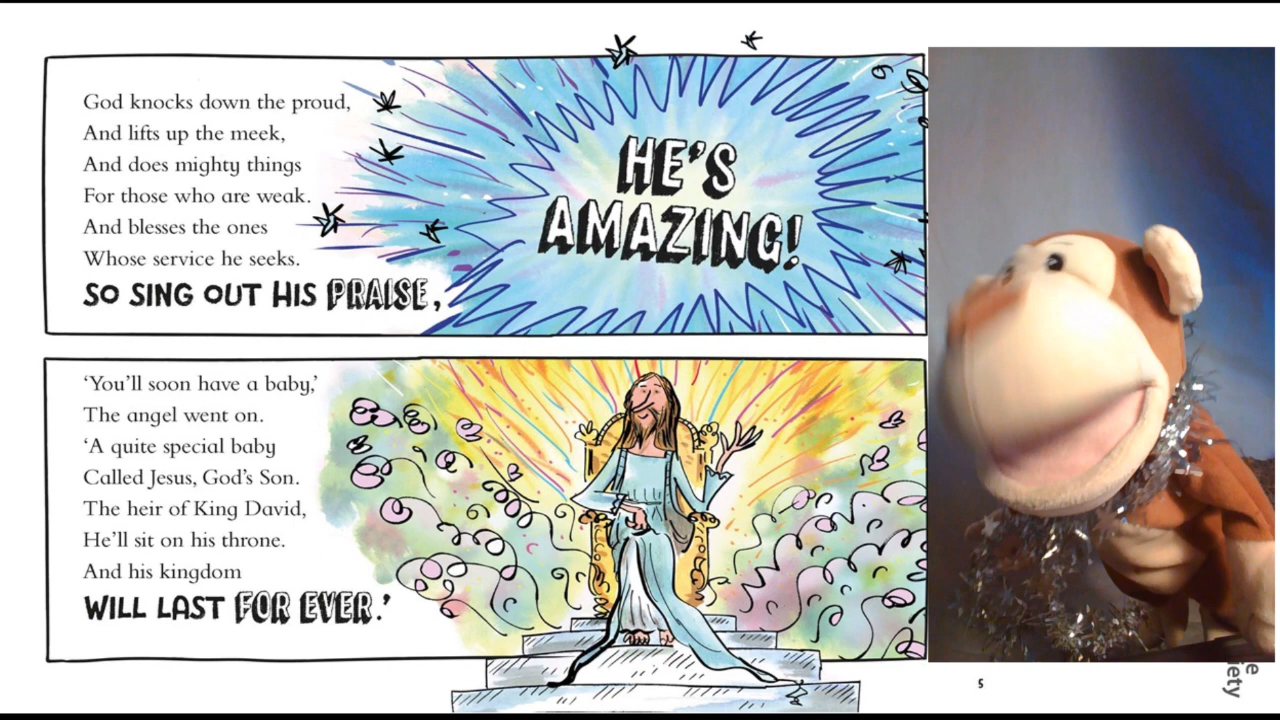 God knocks down the proud,
And lifts up the meek,
And does mighty things
For those who are weak.
And blesses the ones
Whose service he seeks.
SO SING OUT HIS PRAISE,
HE'S
AMAZING!
‘You’ll soon have a baby,’
The angel went on.
‘A quite special baby
Called Jesus, God’s Son.
The heir of King David,
He’ll sit on his throne.
And his kingdom
WILL LAST FOR EVER.’
5
e
iety